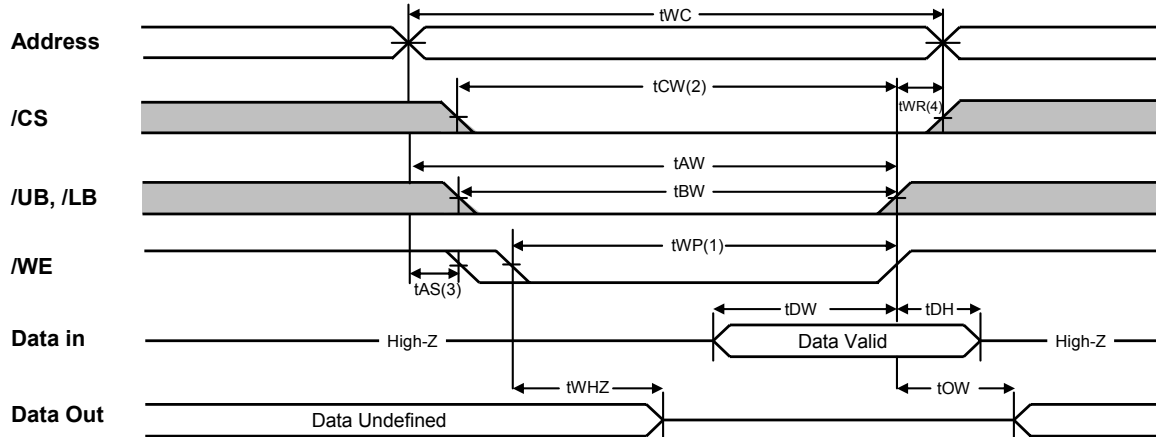 tWC
Address
tCW(2)
tWR(4)
/CS
tAW
/UB, /LB
tBW
tWP(1)
/WE
tAS(3)
tDW
tDH
Data in
High-Z
Data Valid
High-Z
tWHZ
tOW
Data Out
Data Undefined